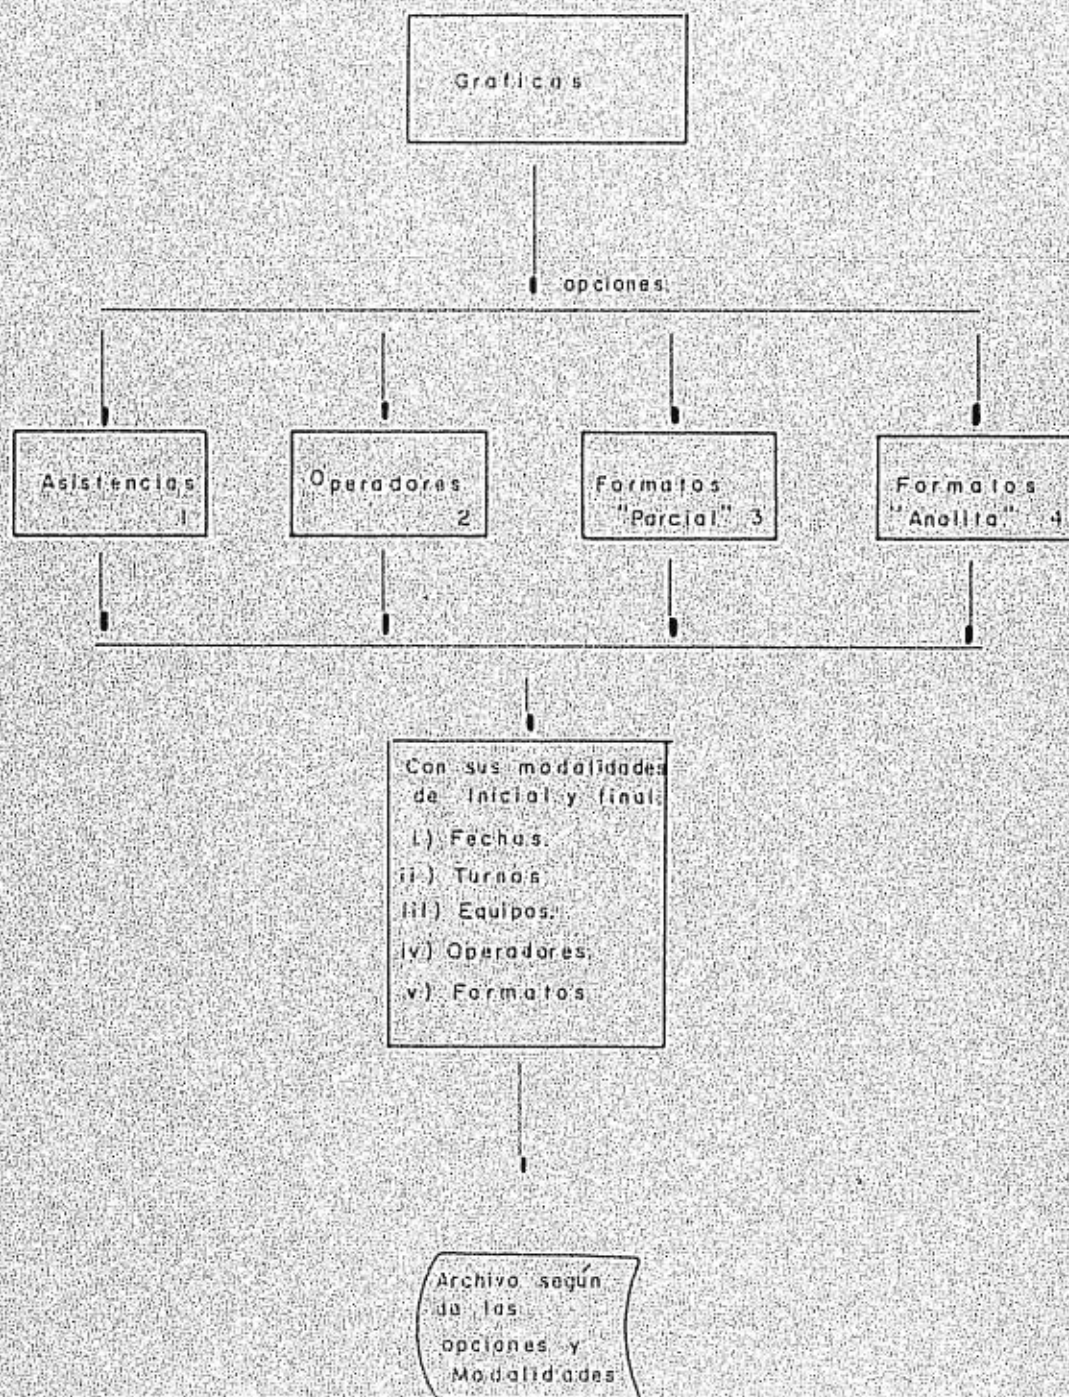 Graficas
opciones.
Asistencias
1
Operadores
2
Formatos
"Parcial" 3
Formatos
"Analita." 4
Con sus modalidades
de Inicial y final:
i) Fechas.
ii) Turnos
iii) Equipos.
iv) Operadores.
v) Formatos
Archivo según
de las
opciones y
Modalidades